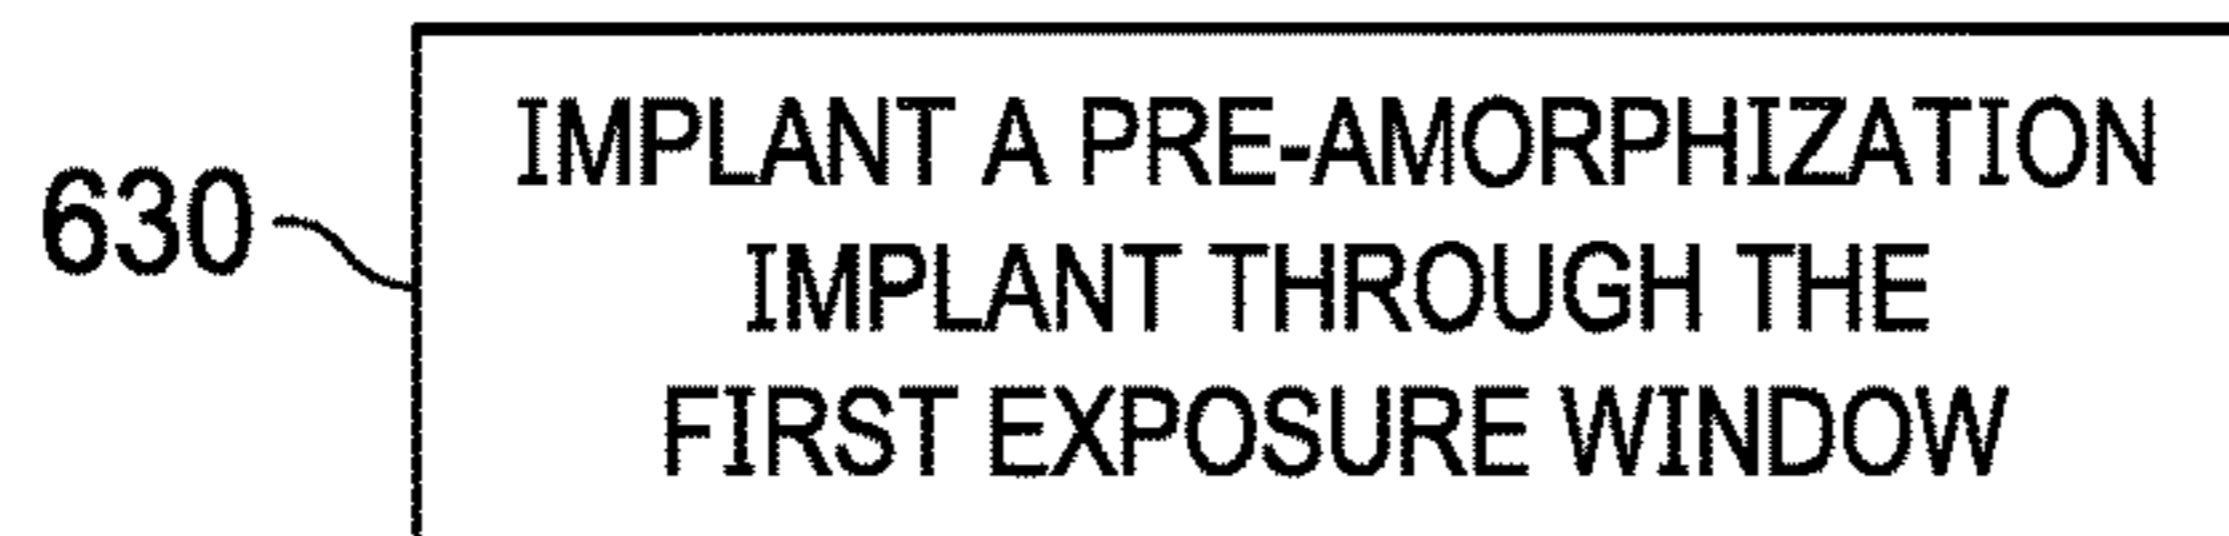 IMPLANT A PRE-AMORPHIZATION
630
IMPLANT THROUGH THE
FIRST EXPOSURE WINDOW